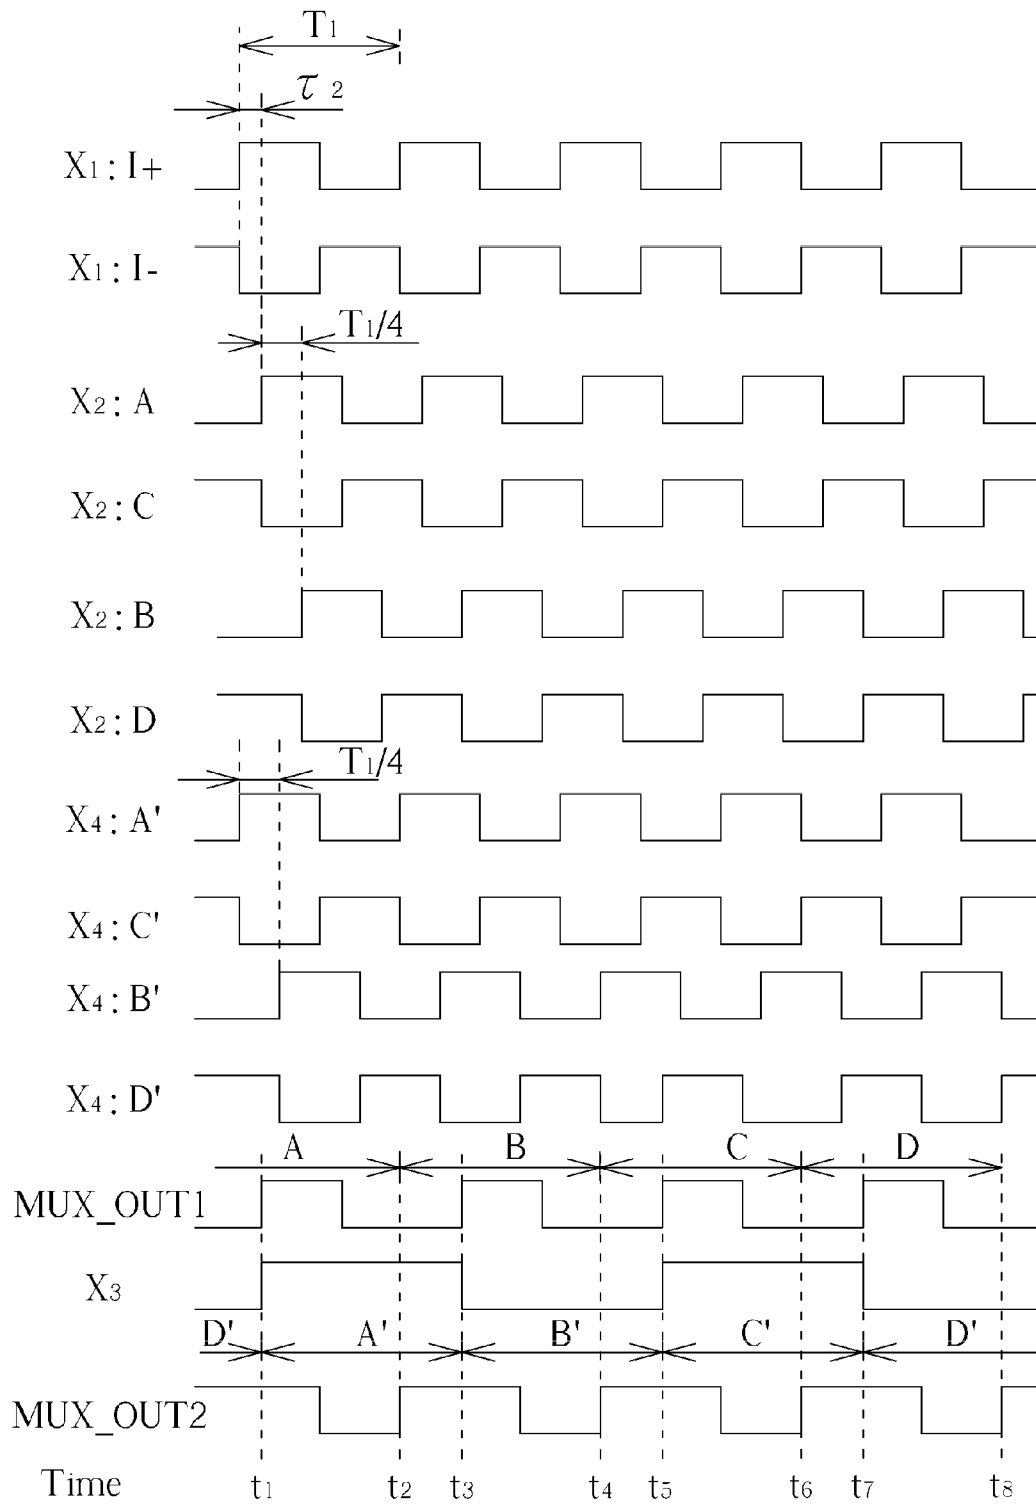 T1
τ2
X1: I+
X1: I-
T1/4
X2: A
X2: C
X2: B
X2: D
T1/4
X4: A'
X4: C'
X4: B'
X4: D'
A B C D
MUX_OUT1
X3
D' A' B' C' D'
MUX_OUT2
Time t1 t2 t3 t4 t5 t6 t7 t8